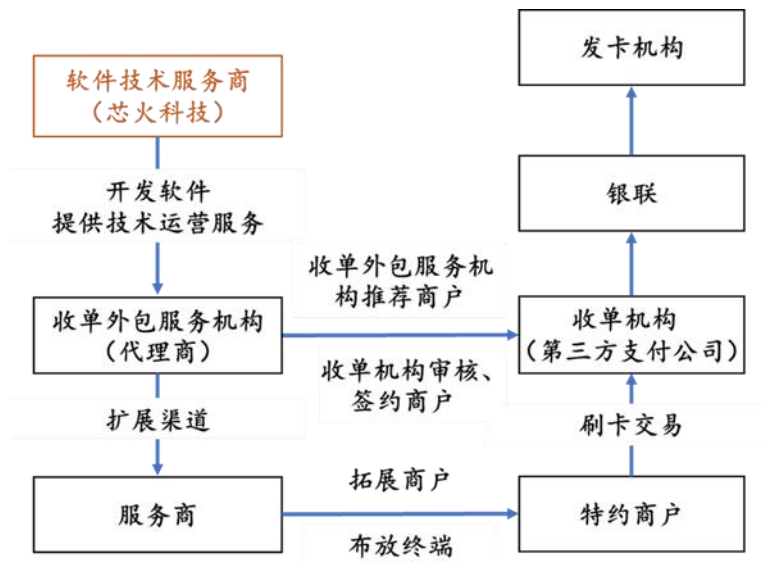 发卡机构
软件技术服务商
（芯火科技）
开发软件
提供技术运营服务
银联
收单外包服务机
构推荐商户
收单外包服务机构
（代理商）
收单机构
（第三方支付公司）
收单机构审核、
签约商户
扩展渠道
刷卡交易
服务商
拓展商户
布放终端
特约商户